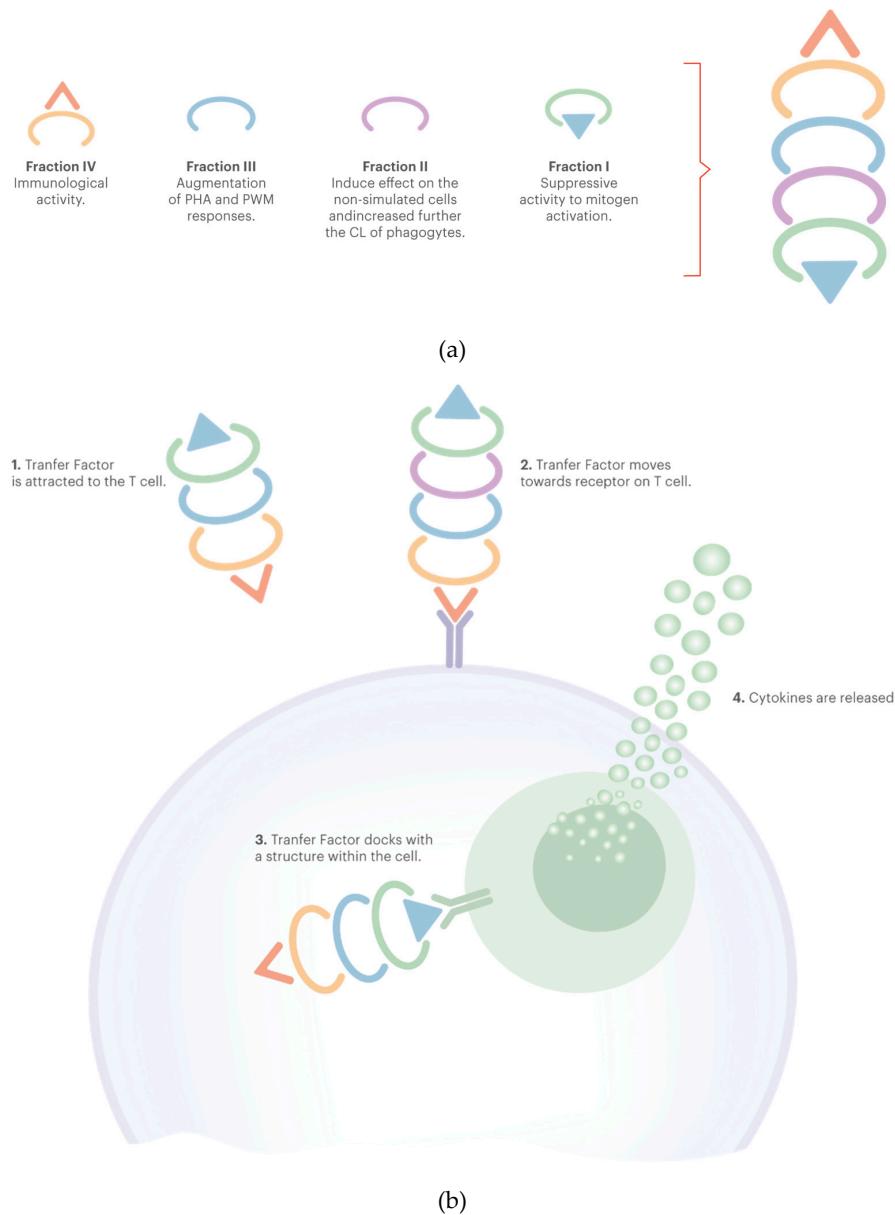 Fraction IV
Immunological
activity.
Fraction III
Augmentation
of PHA and PWM
responses.
Fraction II
Induce effect on the
non-simulated cells
andincreased further
the CL of phagocytes.
Fraction I
Suppressive
activity to mitogen
activation.
(a)
1. Tranfer Factor
is attracted to the T cell.
2. Tranfer Factor moves
towards receptor on T cell.
4. Cytokines are released
3. Tranfer Factor docks with
a structure within the cell.
(b)